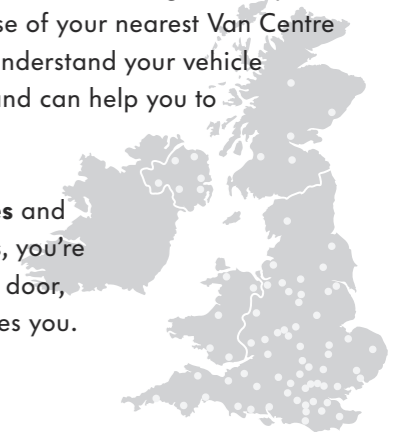 se of your nearest Van Centre
nderstand your vehicle
nd can help you to
s and
, you’re
door,
es you.